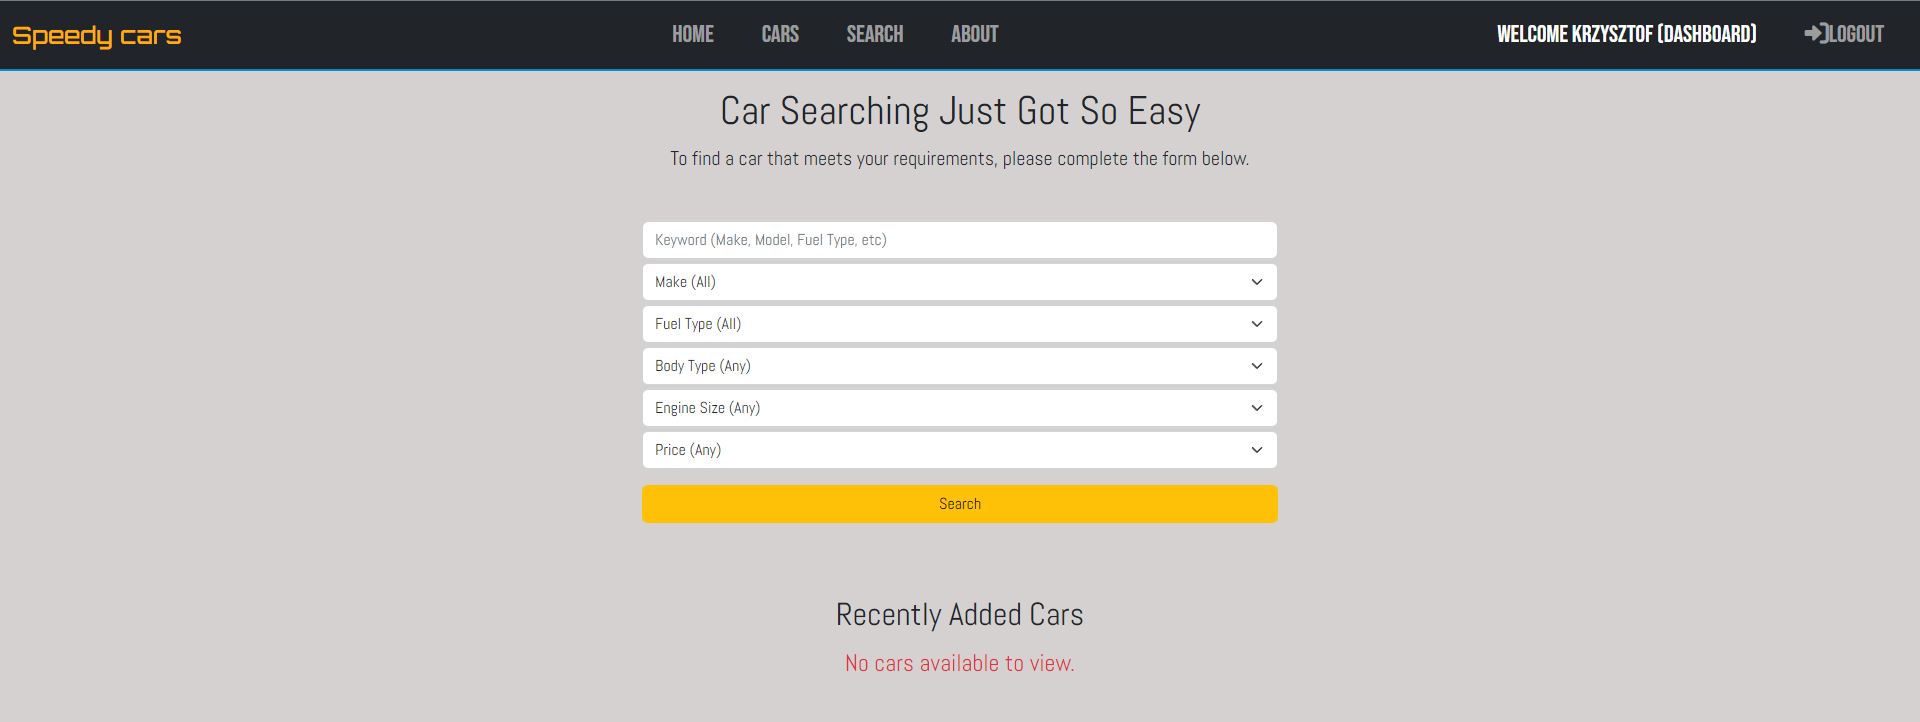 Speedy cars HOME CARS SEARCH ABOUT WELCOME KRZYSZTOF (DASHBOARD) LOGOUT
Car Searching Just Got So Easy
To find a car that meets your requirements, please complete the form below.
Keyword (Make, Model, Fuel Type, etc)
Make (All)
Fuel Type (All)
Body Type (Any)
Engine Size (Any)
Price (Any)
Search
Recently Added Cars
No cars available to view.